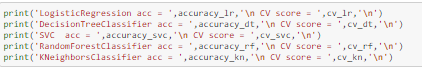 print('LogisticRegression acc = ',accuracy_lr,'\n CV score = ',cv_lr,'\n')
print('DecisionTreeClassifier acc = ',accuracy_dt,'\n CV score = ',cv_dt,'\n')
print('SVC  acc = ',accuracy_svc,'\n CV score = ',cv_svc,'\n')
print('RandomForestClassifier acc = ',accuracy_rf,'\n CV score = ',cv_rf,'\n')
print('KNeighborsClassifier acc = ',accuracy_kn,'\n CV score = ',cv_kn,'\n')